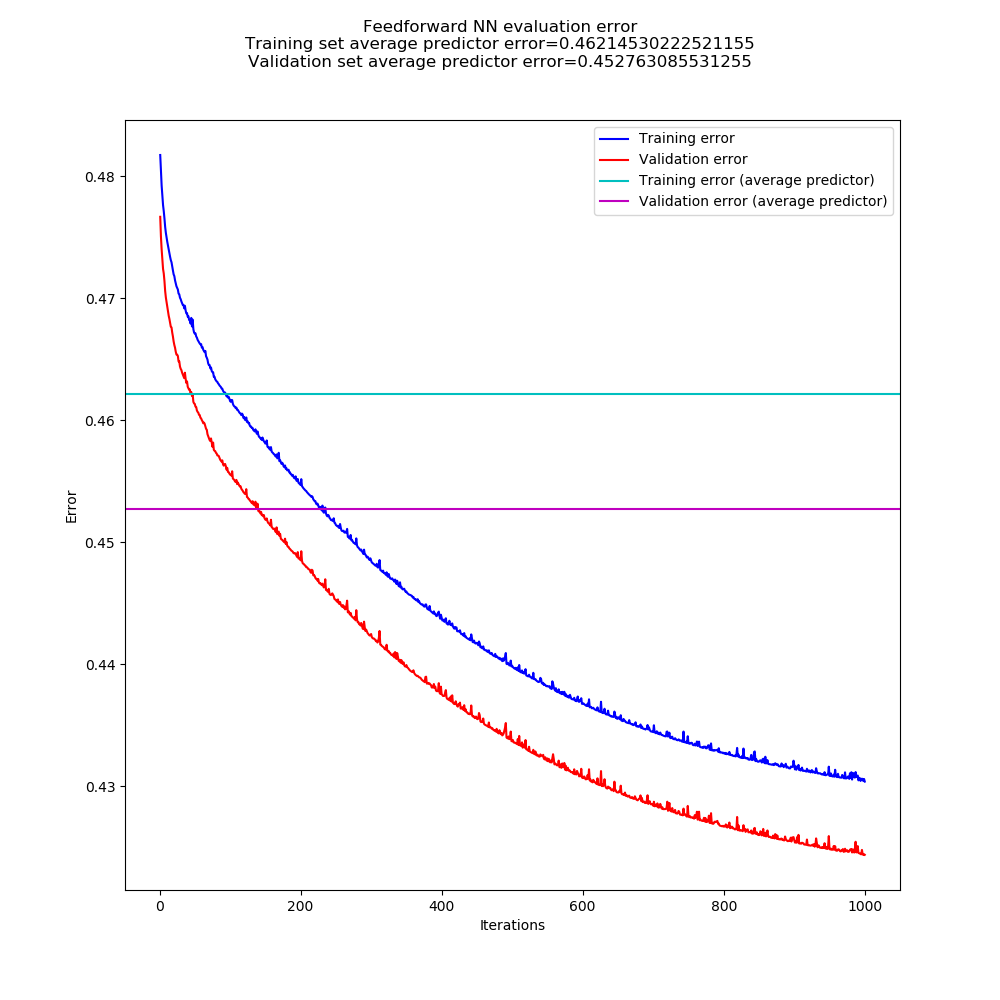 Feedforward NN evaluation error
Training set average predictor error=0.46214530222521155
Validation set average predictor error=0.452763085531255
Training error
Validation error
Training error (average predictor)
Validation error (average predictor)
0.48
0.47
0.46
0.45
0.44
0.43
Error
0
200
400
600
800
1000
Iterations